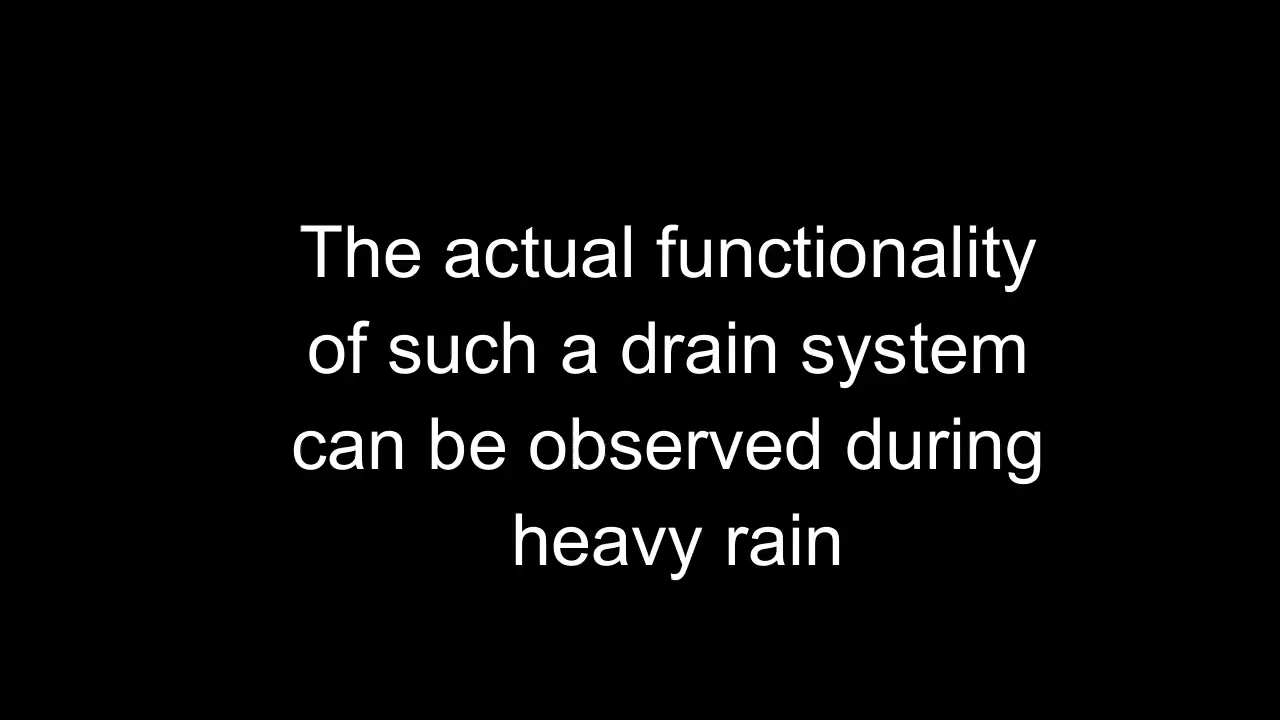 The actual functionality
of such a drain system
can be observed during
heavy rain